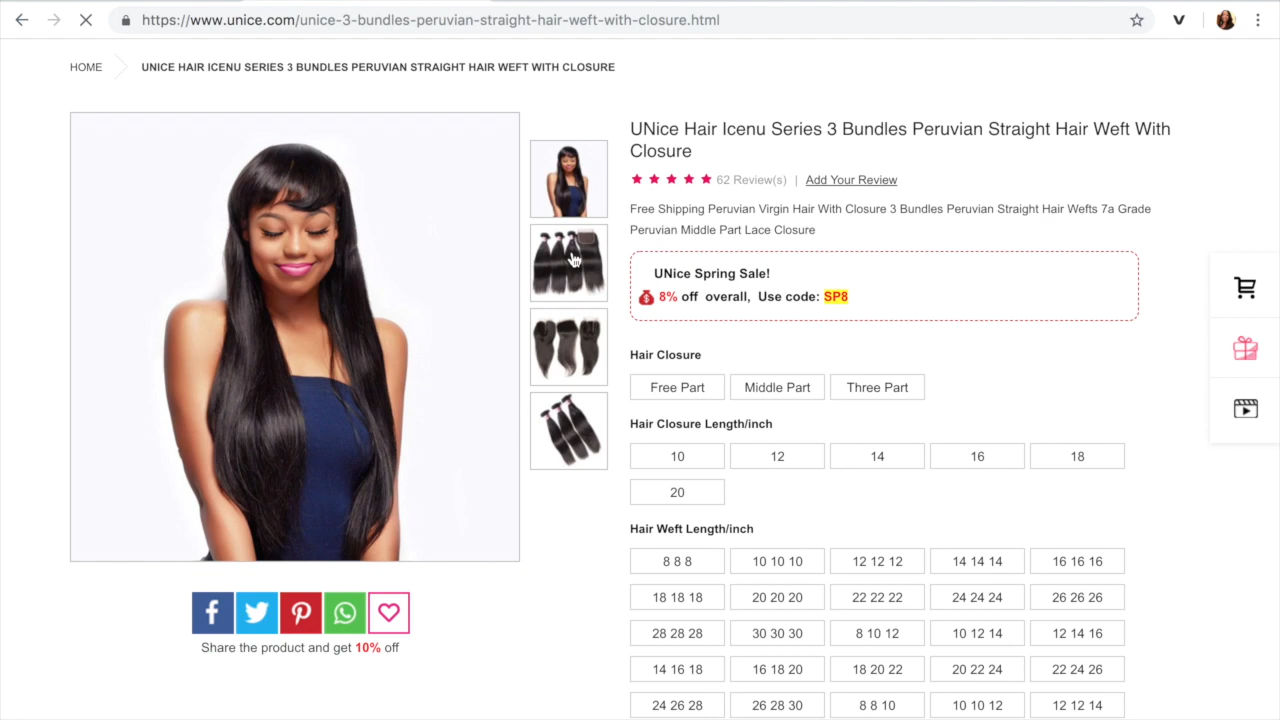 https://www.unice.com/unice-3-bundles-peruvian-straight-hair-weft-with-closure.html
HOME
UNICE HAIR ICENU SERIES 3 BUNDLES PERUVIAN STRAIGHT HAIR WEFT WITH CLOSURE
UNice Hair Icenu Series 3 Bundles Peruvian Straight Hair Weft With
Closure
62 Review(s) | Add Your Review
Free Shipping Peruvian Virgin Hair With Closure 3 Bundles Peruvian Straight Hair Wefts 7a Grade
Peruvian Middle Part Lace Closure
UNice Spring Sale!
8% off overall, Use code: SP8
Hair Closure
Free Part Middle Part Three Part
Hair Closure Length/inch
10 12 14 16 18
20
Hair Weft Length/inch
8 8 8 10 10 10 12 12 12 14 14 14 16 16 16
18 18 18 20 20 20 22 22 22 24 24 24 26 26 26
28 28 28 30 30 30 8 10 12 10 12 14 12 14 16
14 16 18 16 18 20 18 20 22 20 22 24 22 24 26
24 26 28 26 28 30 8 8 10 10 10 12 12 12 14
Share the product and get 10% off